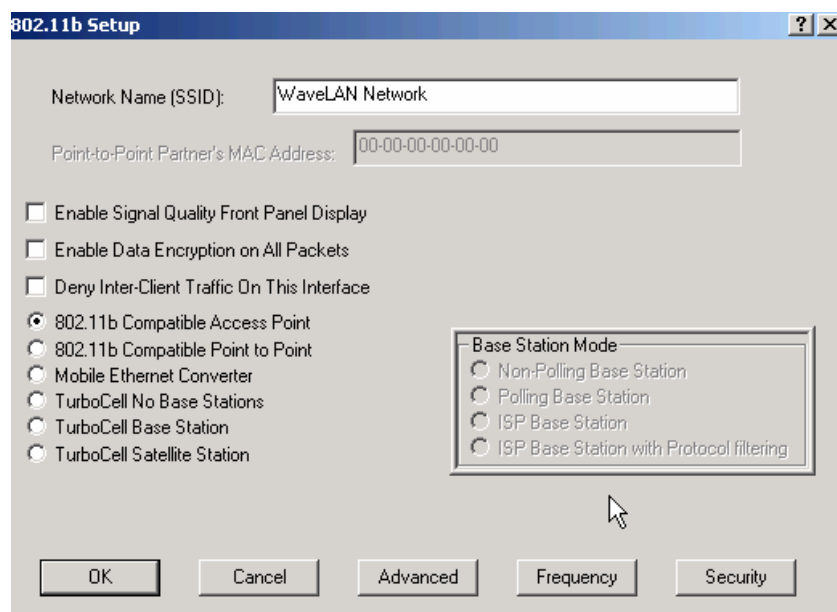 802.11b Setup
Network Name (SSID):
WaveLAN Network
Point-to-Point Partner's MAC Address:
00-00-00-00-00-00
Enable Signal Quality Front Panel Display
Enable Data Encryption on All Packets
Deny Inter-Client Traffic On This Interface
802.11b Compatible Access Point
802.11b Compatible Point to Point
Mobile Ethernet Converter
TurboCell No Base Stations
TurboCell Base Station
TurboCell Satellite Station
Base Station Mode
Non-Polling Base Station
Polling Base Station
ISP Base Station
ISP Base Station with Protocol filtering
OK
Cancel
Advanced
Frequency
Security